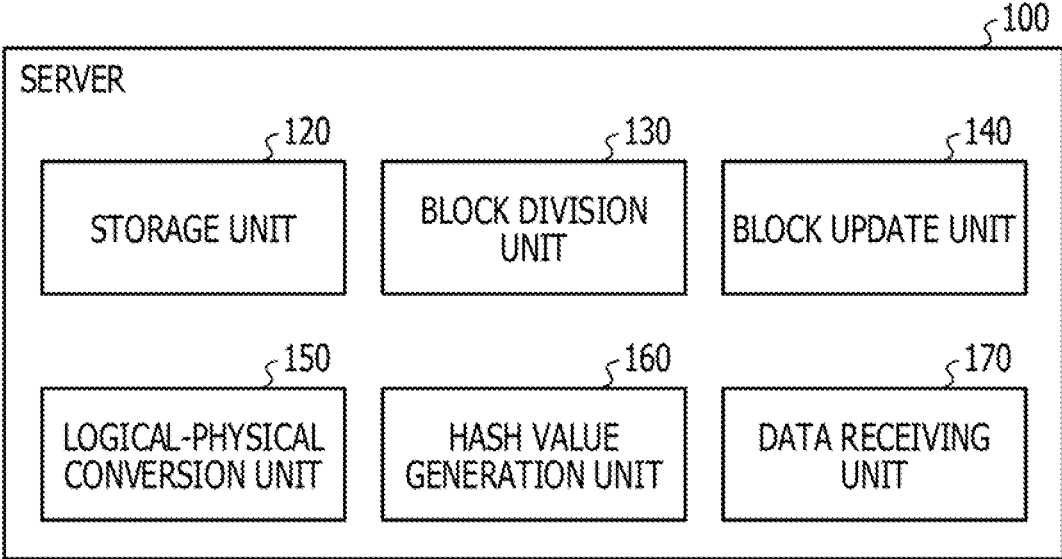 100
SERVER
120
130
140
STORAGE UNIT
BLOCK DIVISION
UNIT
BLOCK UPDATE UNIT
150
160
170
LOGICAL-PHYSICAL
CONVERSION UNIT
HASH VALUE
GENERATION UNIT
DATA RECEIVING
UNIT